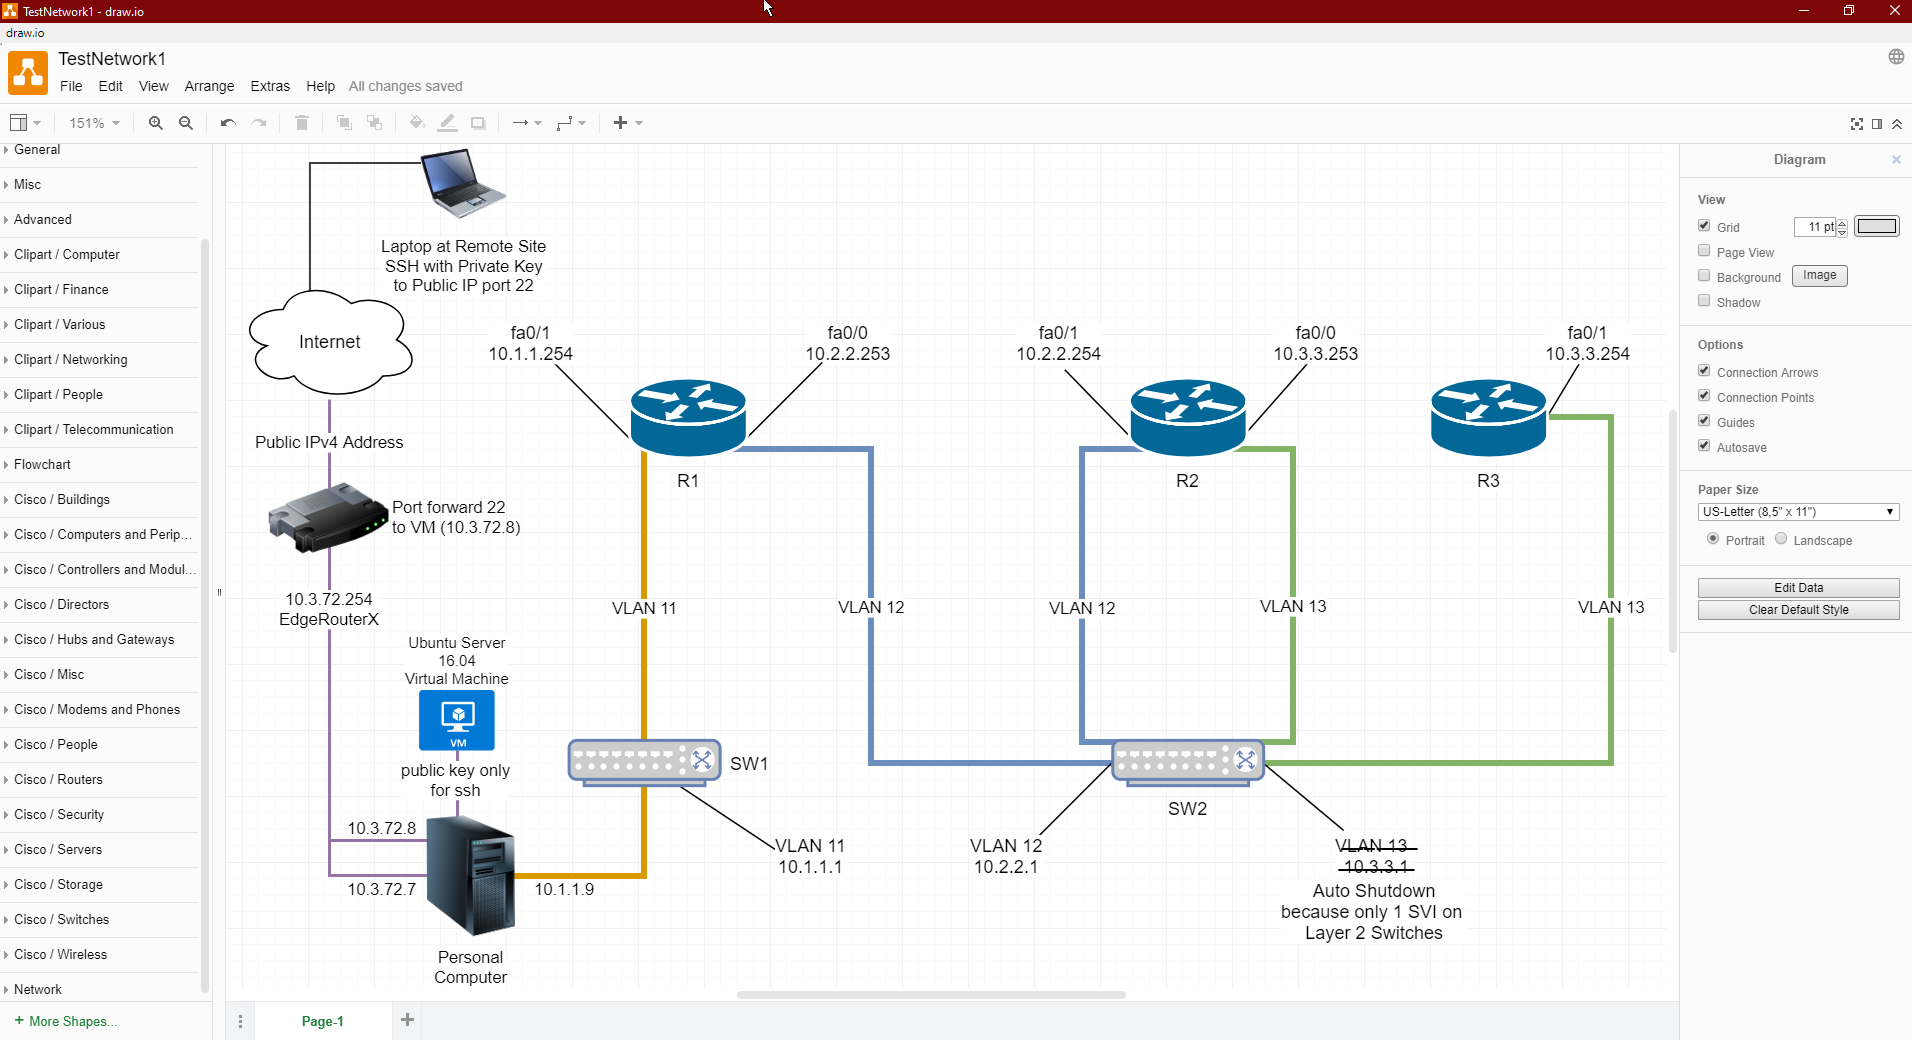 TestNetwork1 - draw.io
draw.io
TestNetwork1
File Edit View Arrange Extras Help All changes saved
151%
General
Misc
Advanced
Clipart / Computer
Clipart / Finance
Clipart / Various
Clipart / Networking
Clipart / People
Clipart / Telecommunication
Flowchart
Cisco / Buildings
Cisco / Computers and Perip...
Cisco / Controllers and Modul...
Cisco / Directors
Cisco / Hubs and Gateways
Cisco / Misc
Cisco / Modems and Phones
Cisco / People
Cisco / Routers
Cisco / Security
Cisco / Servers
Cisco / Storage
Cisco / Switches
Cisco / Wireless
Network
+ More Shapes...
Laptop at Remote Site
SSH with Private Key
to Public IP port 22
Internet
Public IPv4 Address
Port forward 22
to VM (10.3.72.8)
10.3.72.254
EdgeRouterX
Ubuntu Server
16.04
Virtual Machine
VM
public key only
for ssh
10.3.72.8
10.3.72.7
10.1.1.9
Personal
Computer
fa0/1
10.1.1.254
fa0/0
10.2.2.253
R1
fa0/1
10.2.2.254
fa0/0
10.3.3.253
R2
fa0/1
10.3.3.254
R3
VLAN 11
VLAN 12
VLAN 12
VLAN 13
VLAN 13
SW1
SW2
VLAN 11
10.1.1.1
VLAN 12
10.2.2.1
VLAN 13
10.3.3.1
Auto Shutdown
because only 1 SVI on
Layer 2 Switches
Page-1
Diagram
View
Grid 11 pt
Page View
Background Image
Shadow
Options
Connection Arrows
Connection Points
Guides
Autosave
Paper Size
US-Letter (8,5" x 11")
Portrait Landscape
Edit Data
Clear Default Style